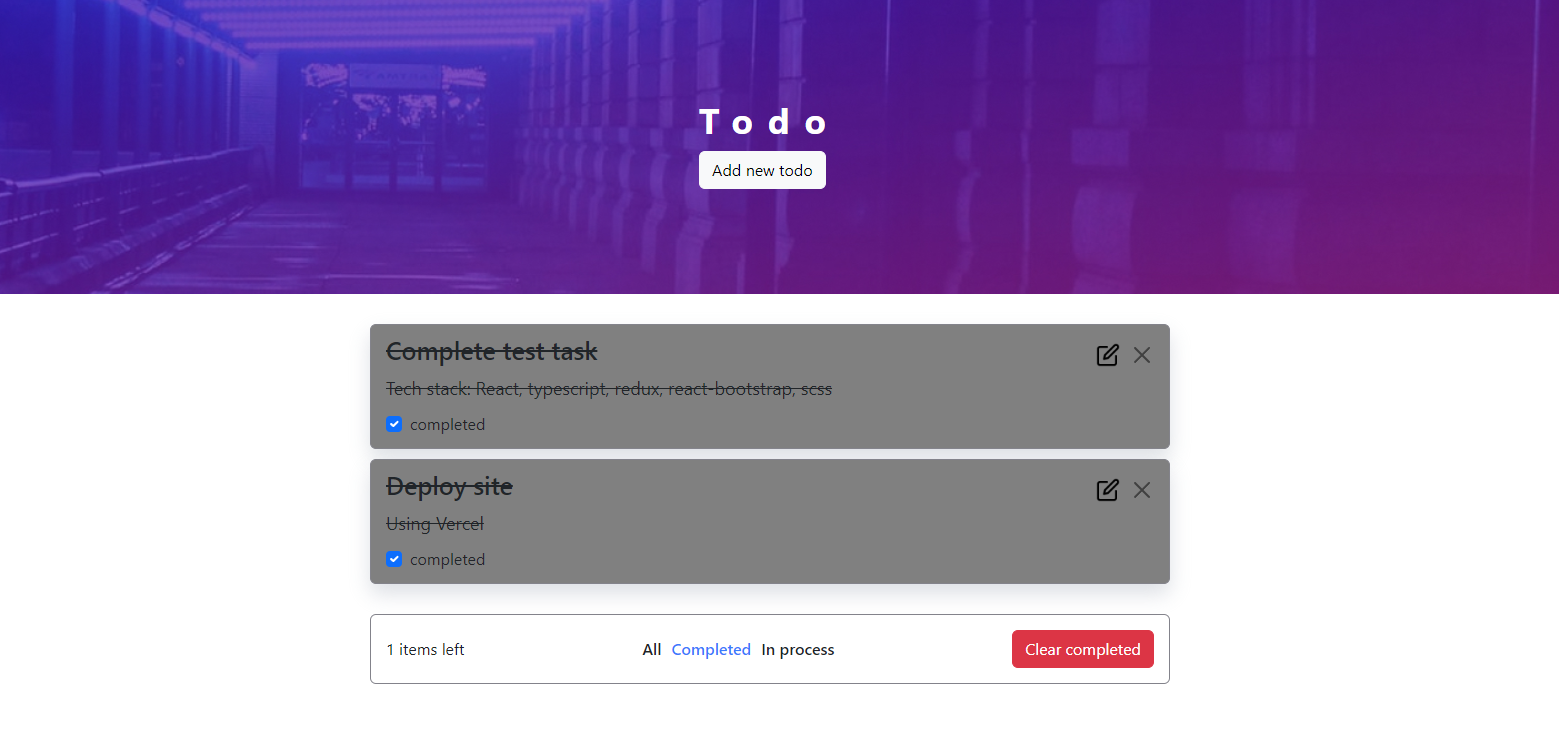 Todo
Add new todo
Complete test task
Tech stack: React, typescript, redux, react-bootstrap, scss
completed
Deploy site
Using Vercel
completed
1 items left
All Completed In process
Clear completed